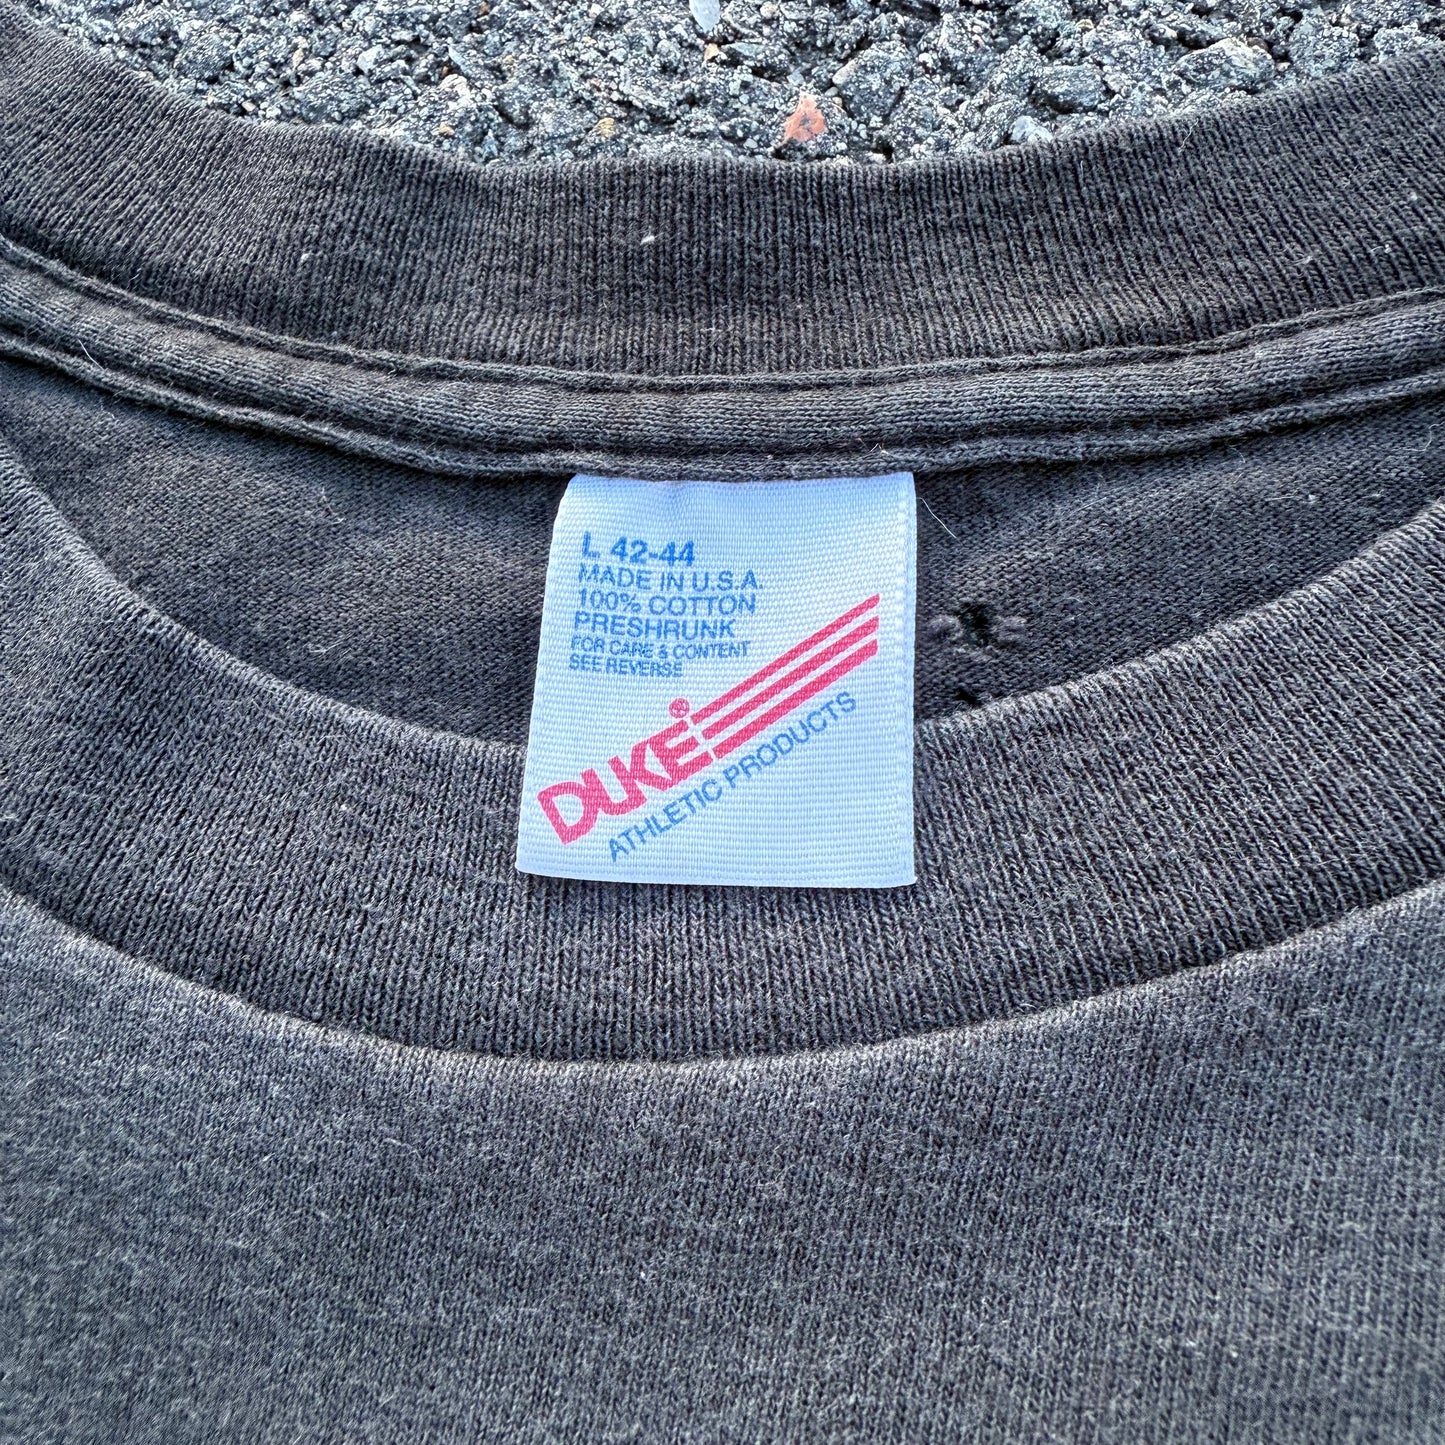 L 42-44
MADE IN U.S.A.
100% COTTON
PRESHRUNK
FOR CARE & CONTENT
SEE REVERSE
DUKE®
ATHLETIC PRODUCTS